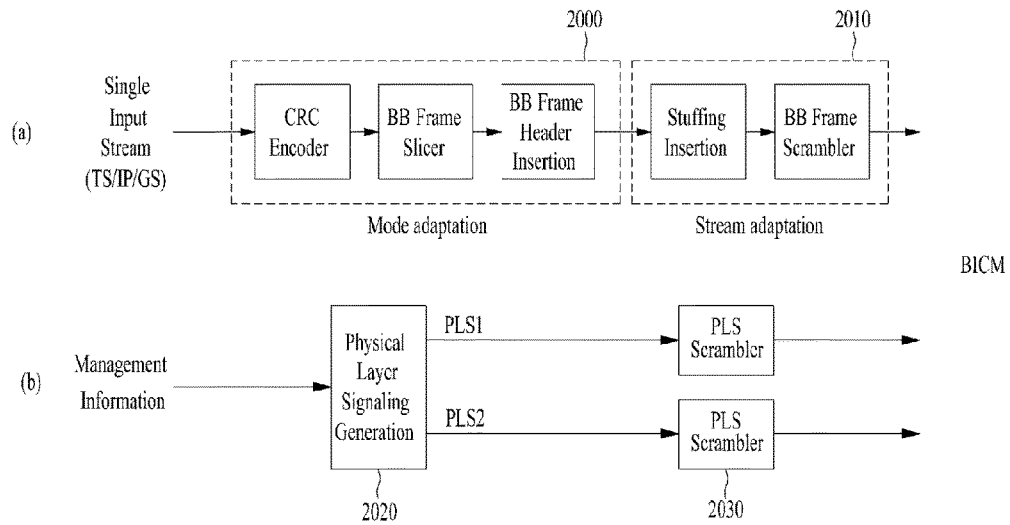 2000
2010
(a)
Single
Input
Stream
(TS/IP/GS)
CRC
Encoder
BB Frame
Slicer
BB Frame
Header
Insertion
Stuffing
Insertion
BB Frame
Scrambler
Mode adaptation
Stream adaptation
BICM
(b)
Management
Information
Physical
Layer
Signaling
Generation
PLS1
PLS2
PLS
Scrambler
PLS
Scrambler
2020
2030